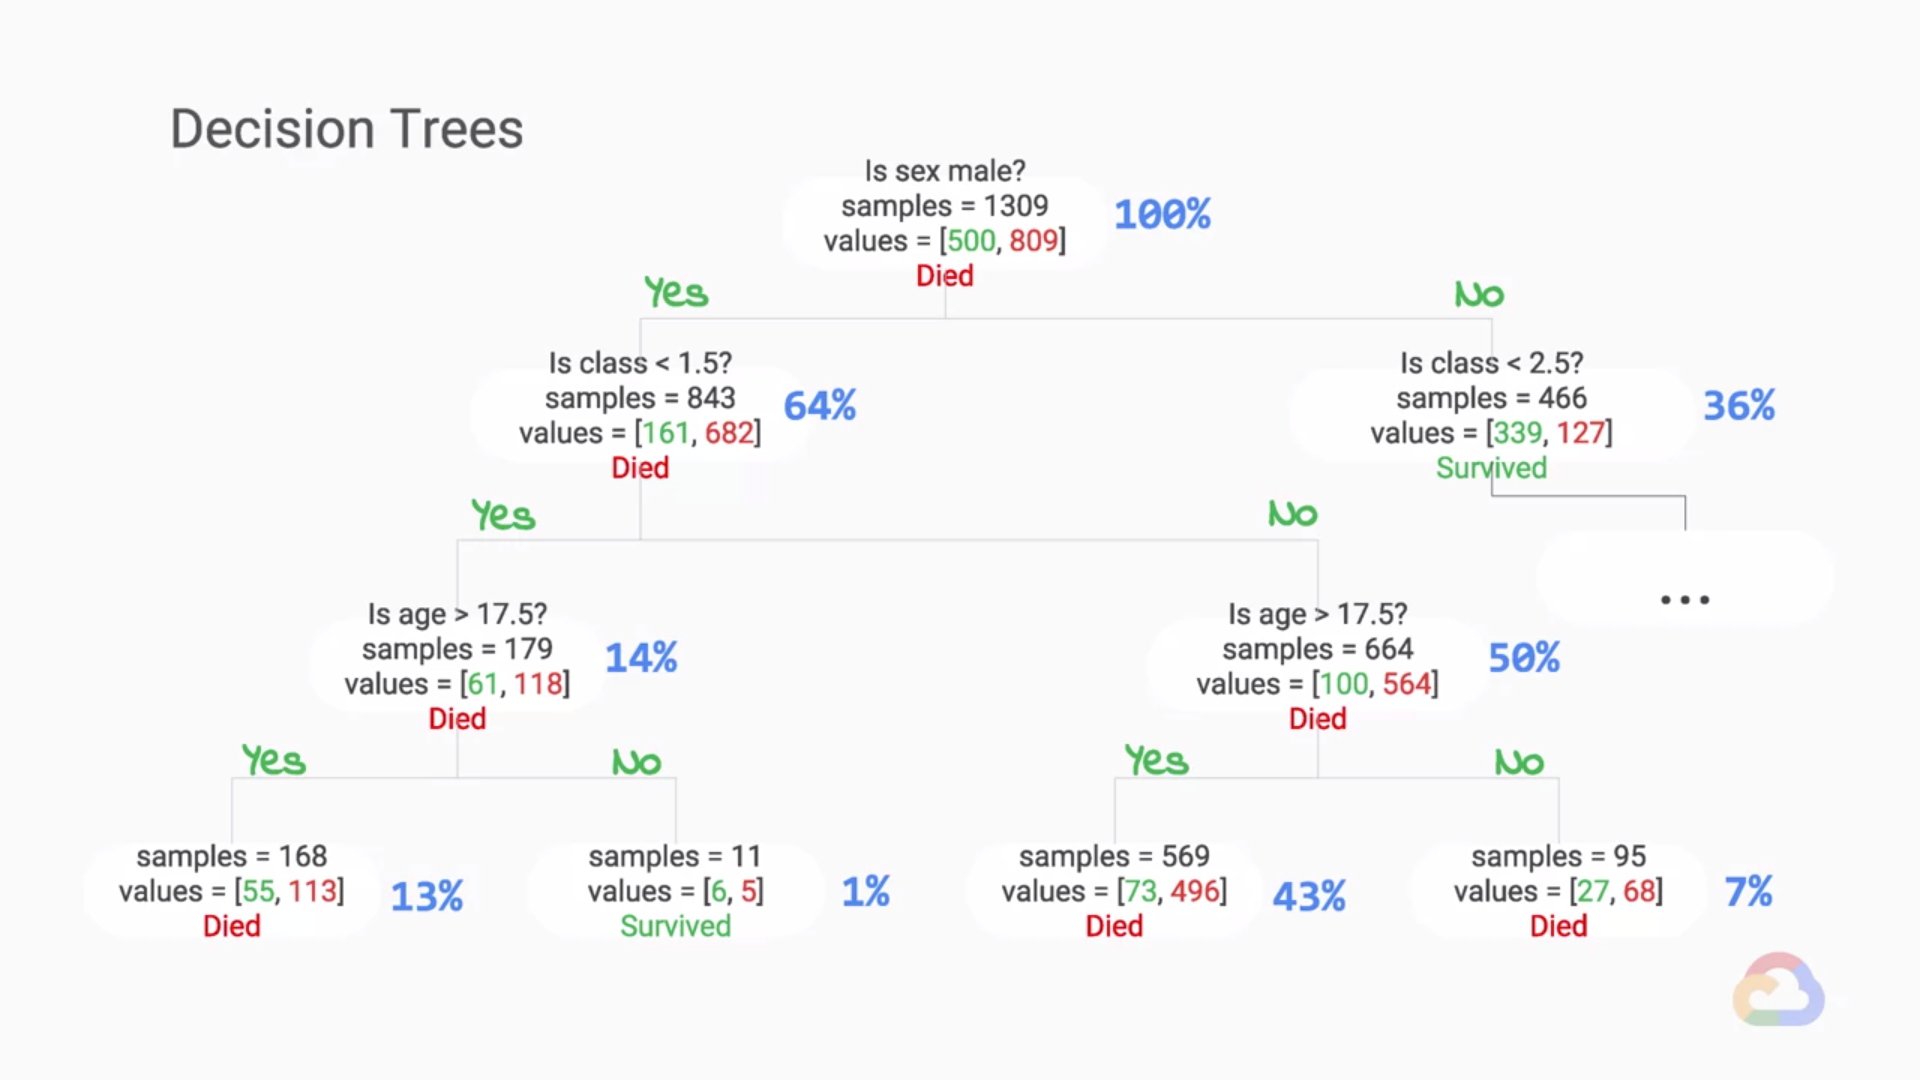 Decision Trees
Is sex male?
samples = 1309
values = [500, 809]
Died
100%
Yes
No
Is class < 1.5?
samples = 843
values = [161, 682]
Died
64%
Is class < 2.5?
samples = 466
values = [339, 127]
Survived
36%
Yes
No
Is age > 17.5?
samples = 179
values = [61, 118]
Died
14%
Is age > 17.5?
samples = 664
values = [100, 564]
Died
50%
...
Yes
No
Yes
No
samples = 168
values = [55, 113]
Died
13%
samples = 11
values = [6, 5]
Survived
1%
samples = 569
values = [73, 496]
Died
43%
samples = 95
values = [27, 68]
Died
7%